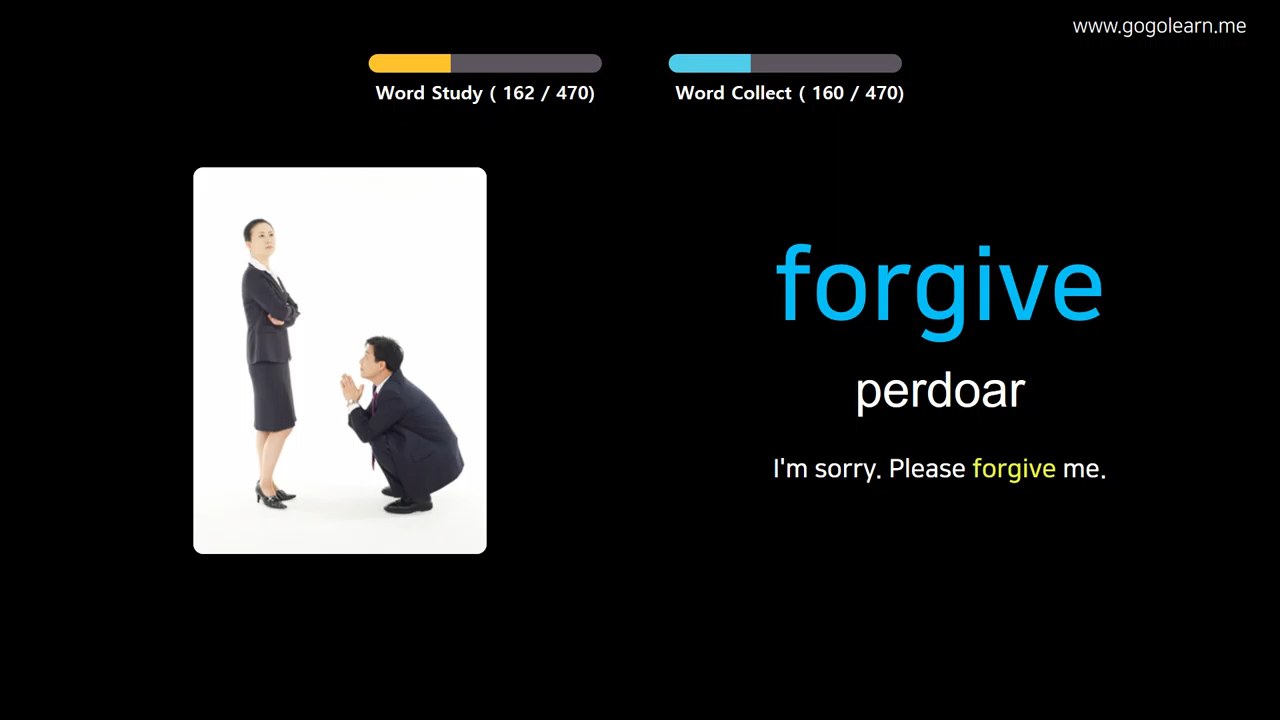 www.gogolearn.me
Word Study ( 162 / 470)
Word Collect ( 160 / 470)
forgive
perdoar
I'm sorry. Please forgive me.